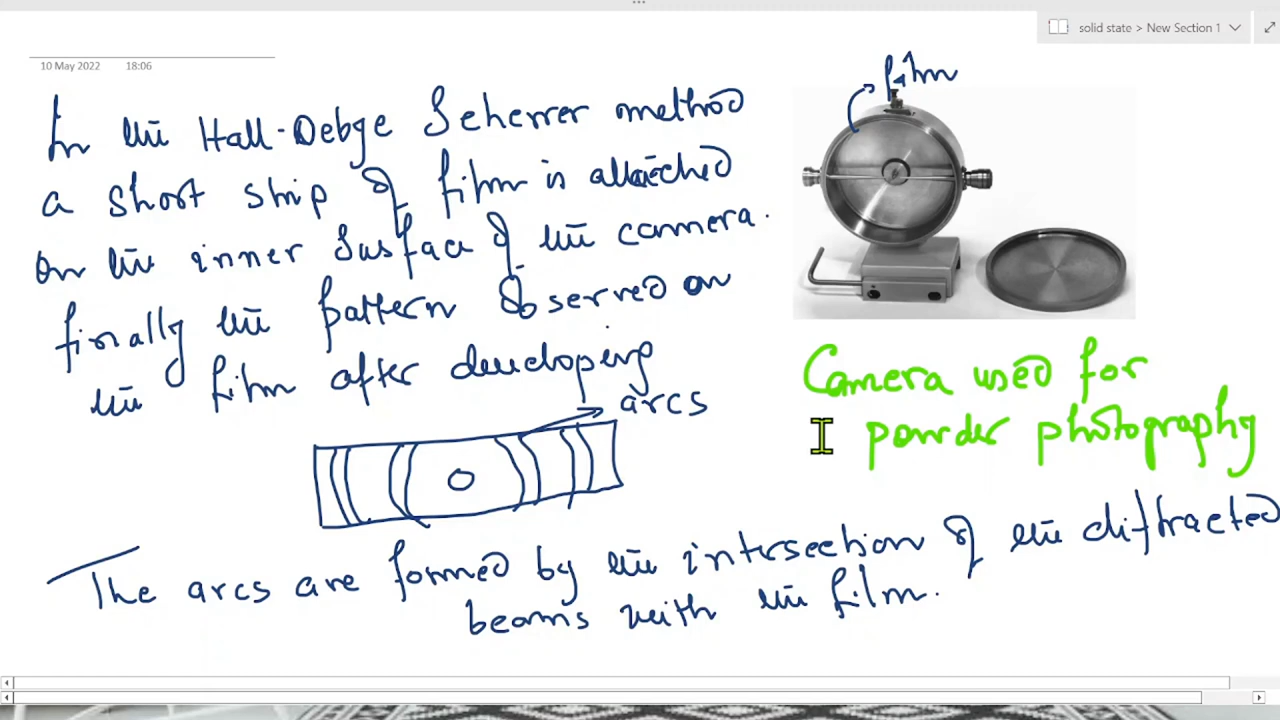 solid state > New Section 1
10 May 2022 18:06
film
In the Hall-Debye Scherrer method
a short strip of film is attached
on the inner surface of the camera.
finally the pattern observed on
the film after developing
arcs
Camera used for
powder photography
The arcs are formed by the intersection of the diffracted
beams with the film.